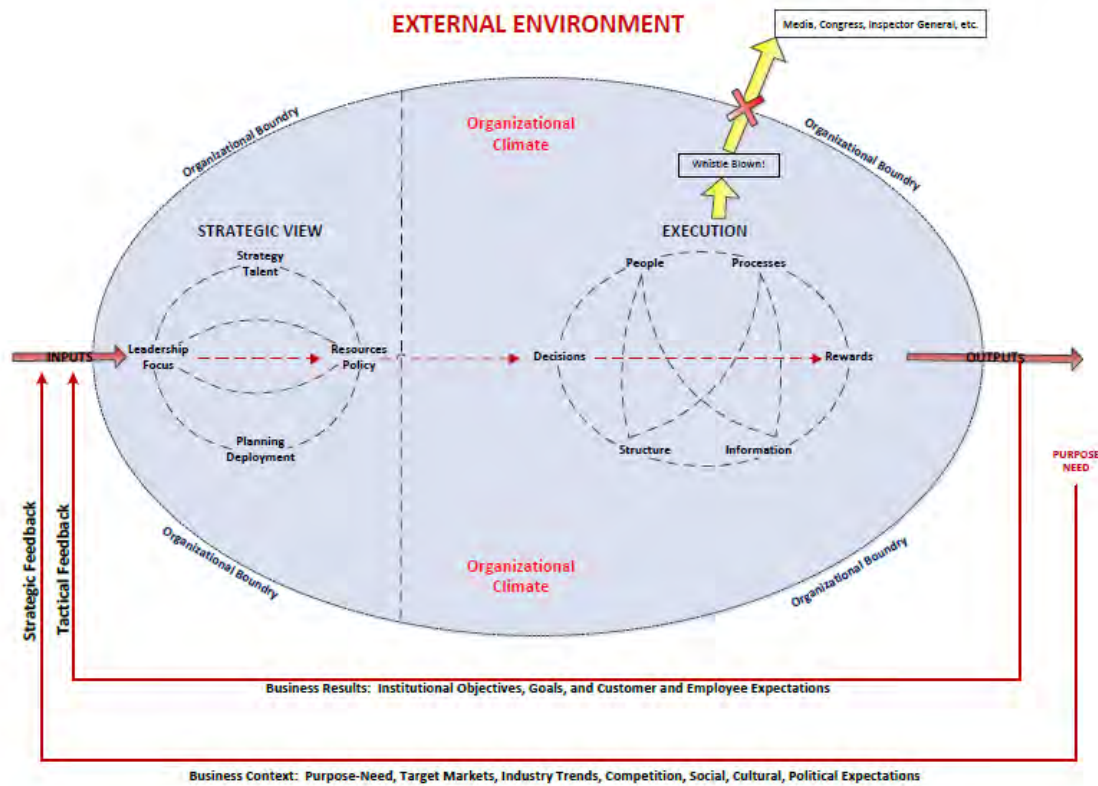 EXTERNAL ENVIRONMENT
Media, Congress, Inspector General, etc.
Organizational Boundry
Organizational
Climate
Organizational Boundry
Whistle Blown!
STRATEGIC VIEW
Strategy
Talent
EXECUTION
People
Processes
INPUTS
Leadership
Focus
Resources
Policy
Decisions
Rewards
OUTPUTs
Planning
Deployment
Structure
Information
PURPOSE
NEED
Strategic Feedback
Tactical Feedback
Organizational Boundry
Organizational
Climate
Organizational Boundry
Business Results: Institutional Objectives, Goals, and Customer and Employee Expectations
Business Context: Purpose-Need, Target Markets, Industry Trends, Competition, Social, Cultural, Political Expectations